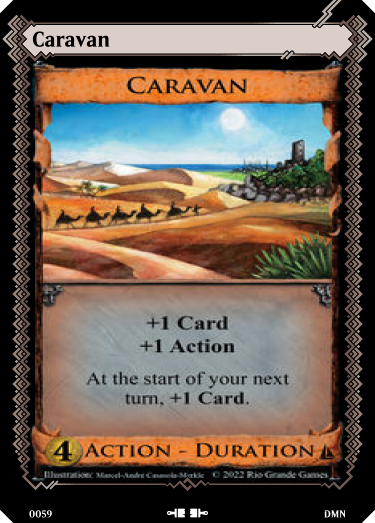 Caravan
CARAVAN
+1 Card
+1 Action
At the start of your next
turn, +1 Card.
4 ACTION - DURATION
Illustration: Marcel-André Casasola-Merkle © 2022 Rio Grande Games
0059 DMN